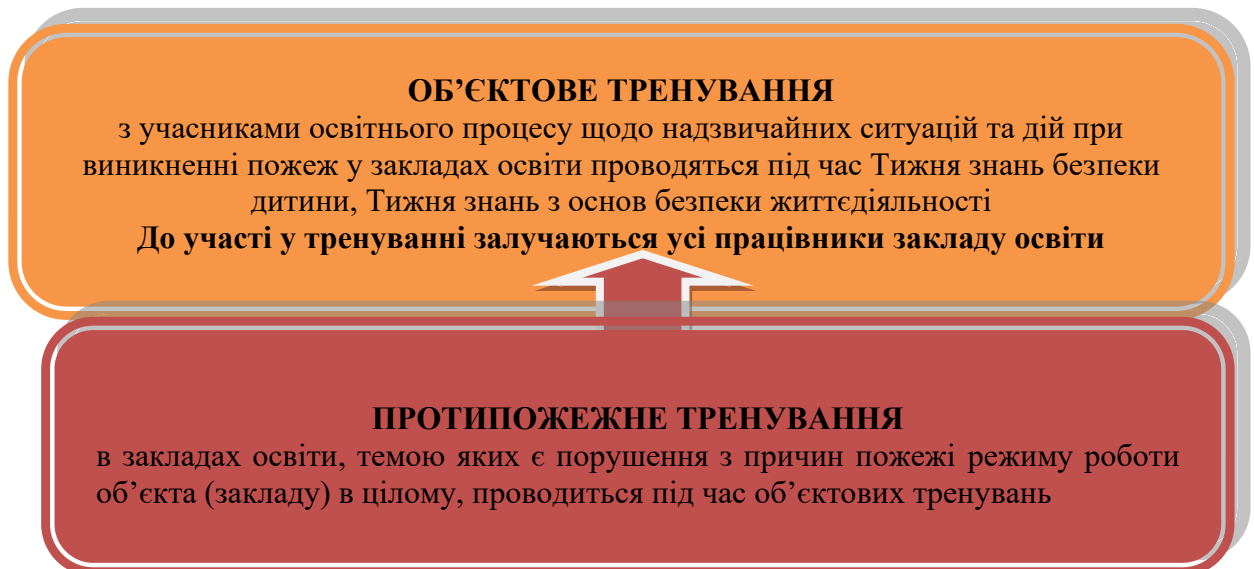 ОБ’ЄКТОВЕ ТРЕНУВАННЯ
з учасниками освітнього процесу щодо надзвичайних ситуацій та дій при
виникненні пожеж у закладах освіти проводяться під час Тижня знань безпеки
дитини, Тижня знань з основ безпеки життєдіяльності
До участі у тренуванні залучаються усі працівники закладу освіти
ПРОТИПОЖЕЖНЕ ТРЕНУВАННЯ
в закладах освіти, темою яких є порушення з причин пожежі режиму роботи
об’єкта (закладу) в цілому, проводиться під час об’єктових тренувань